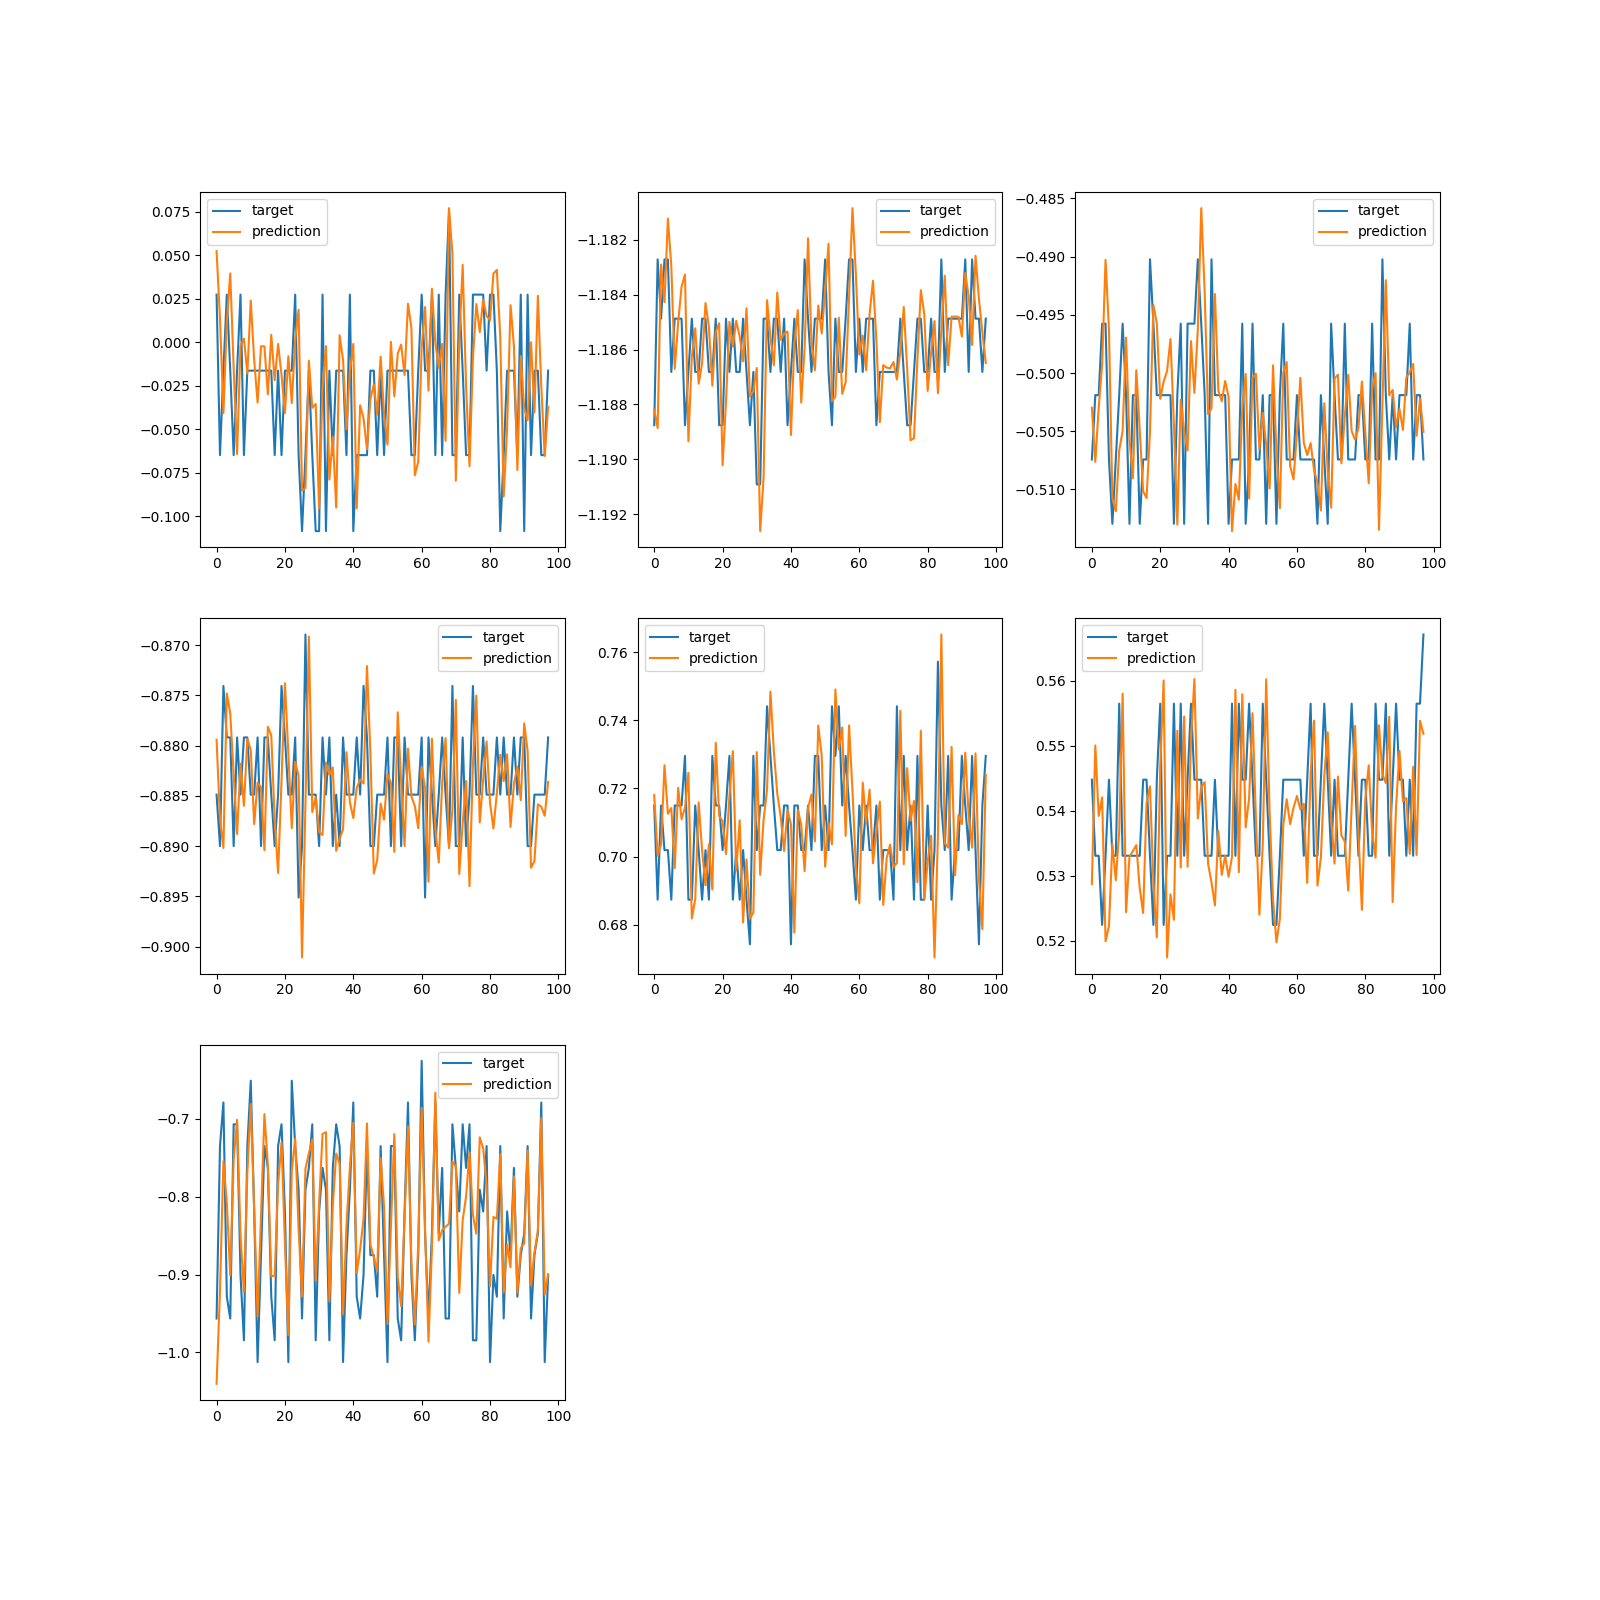 target
prediction
0.075
0.050
0.025
0.000
−0.025
−0.050
−0.075
−0.100
0 20 40 60 80 100
target
prediction
−1.182
−1.184
−1.186
−1.188
−1.190
−1.192
0 20 40 60 80 100
target
prediction
−0.485
−0.490
−0.495
−0.500
−0.505
−0.510
0 20 40 60 80 100
target
prediction
−0.870
−0.875
−0.880
−0.885
−0.890
−0.895
−0.900
0 20 40 60 80 100
target
prediction
0.76
0.74
0.72
0.70
0.68
0 20 40 60 80 100
target
prediction
0.56
0.55
0.54
0.53
0.52
0 20 40 60 80 100
target
prediction
−0.7
−0.8
−0.9
−1.0
0 20 40 60 80 100